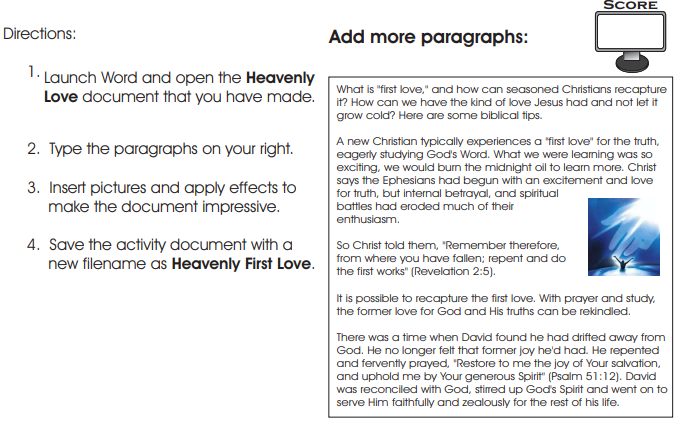 SCORE
Directions:
Add more paragraphs:
1. Launch Word and open the Heavenly
Love document that you have made.
2. Type the paragraphs on your right.
3. Insert pictures and apply effects to
make the document impressive.
4. Save the activity document with a
new filename as Heavenly First Love.
What is "first love," and how can seasoned Christians recapture
it? How can we have the kind of love Jesus had and not let it
grow cold? Here are some biblical tips.
A new Christian typically experiences a "first love" for the truth,
eagerly studying God's Word. What we were learning was so
exciting, we would burn the midnight oil to learn more. Christ
says the Ephesians had begun with an excitement and love
for truth, but internal betrayal, and spiritual
battles had eroded much of their
enthusiasm.
So Christ told them, "Remember therefore,
from where you have fallen; repent and do
the first works" (Revelation 2:5).
It is possible to recapture the first love. With prayer and study,
the former love for God and His truths can be rekindled.
There was a time when David found he had drifted away from
God. He no longer felt that former joy he'd had. He repented
and fervently prayed, "Restore to me the joy of Your salvation,
and uphold me by Your generous Spirit" (Psalm 51:12). David
was reconciled with God, stirred up God's Spirit and went on to
serve Him faithfully and zealously for the rest of his life.